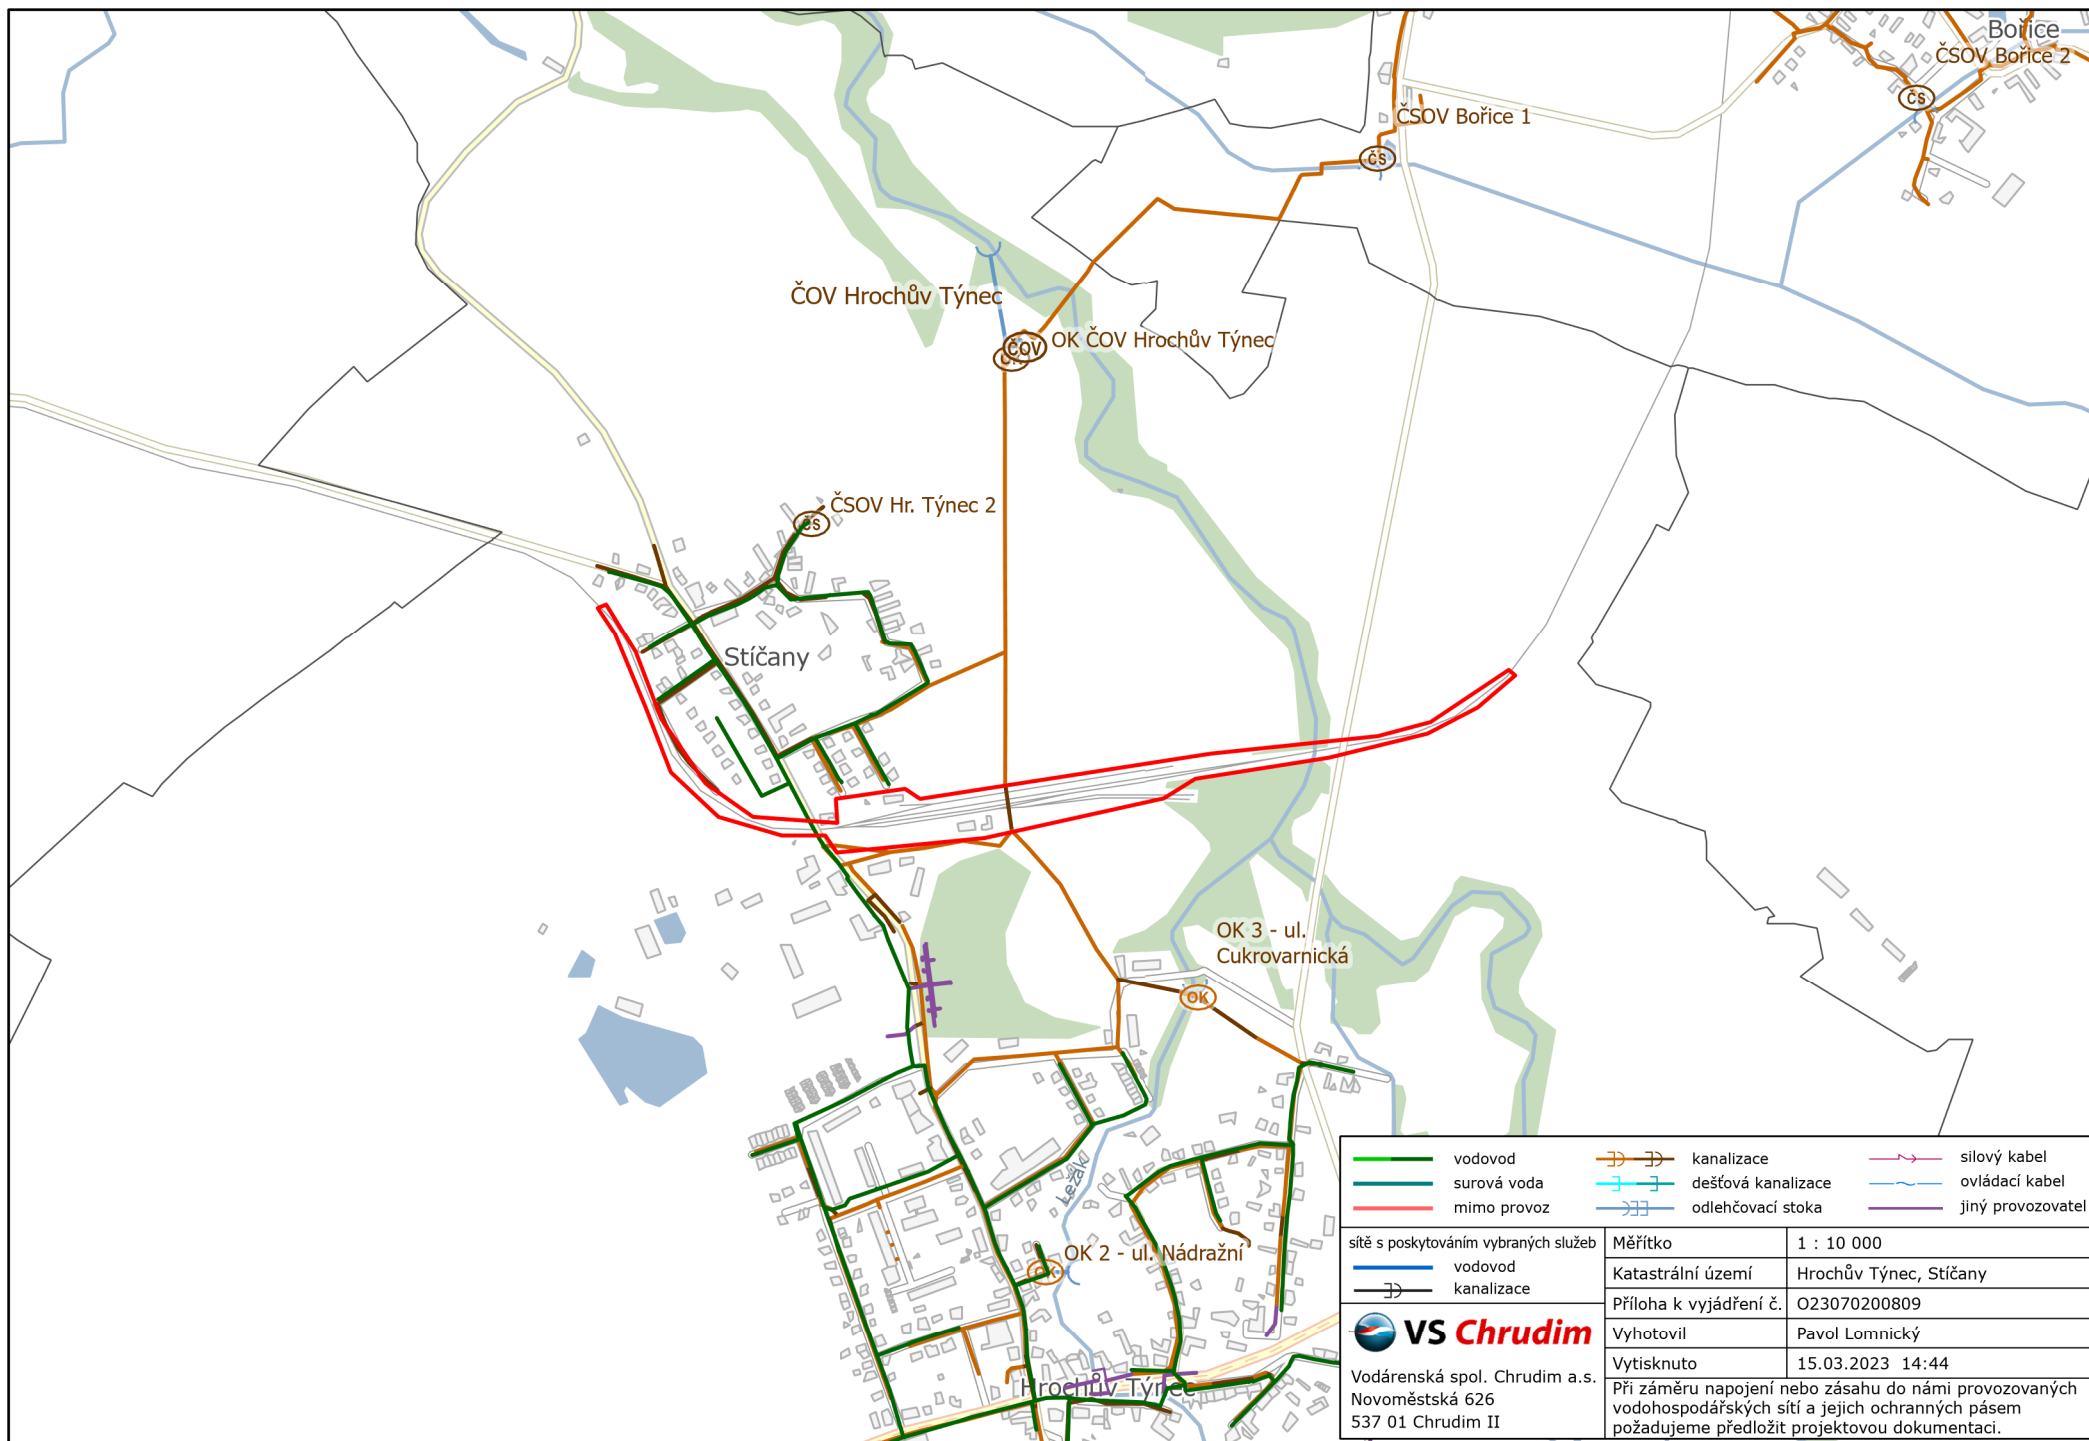 Bořice
ČSOV Bořice 2
ČS
ČSOV Bořice 1
ČS
ČOV Hrochův Týnec
OK ČOV Hrochův Týnec
ČOV
ČSOV Hr. Týnec 2
ČS
Stíčany
OK 3 - ul.
Cukrovarnická
OK
Ležák
OK 2 - ul. Nádražní
OK
Hrochův Týnec
vodovod
surová voda
mimo provoz
kanalizace
dešťová kanalizace
odlehčovací stoka
silový kabel
ovládací kabel
jiný provozovatel
sítě s poskytováním vybraných služeb
vodovod
kanalizace
VS Chrudim
Vodárenská spol. Chrudim a.s.
Novoměstská 626
537 01 Chrudim II
Měřítko 1 : 10 000
Katastrální území Hrochův Týnec, Stíčany
Příloha k vyjádření č. O23070200809
Vyhotovil Pavol Lomnický
Vytisknuto 15.03.2023 14:44
Při záměru napojení nebo zásahu do námi provozovaných
vodohospodářských sítí a jejich ochranných pásem
požadujeme předložit projektovou dokumentaci.